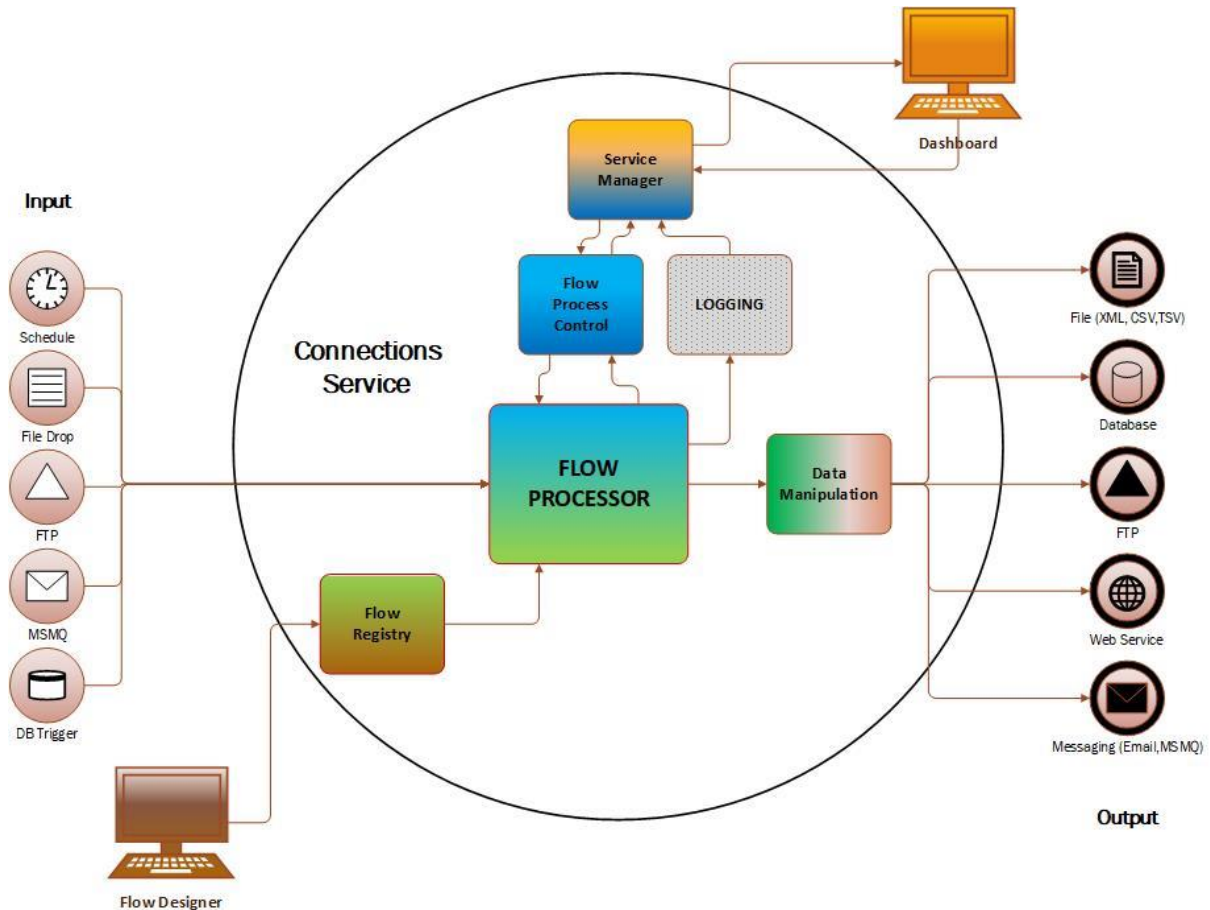 Dashboard
Service
Manager
Input
Schedule
File Drop
FTP
MSMQ
DB Trigger
Connections
Service
Flow
Process
Control
LOGGING
FLOW
PROCESSOR
Data
Manipulation
Flow
Registry
Flow Designer
File (XML, CSV,TSV)
Database
FTP
Web Service
Messaging (Email,MSMQ)
Output